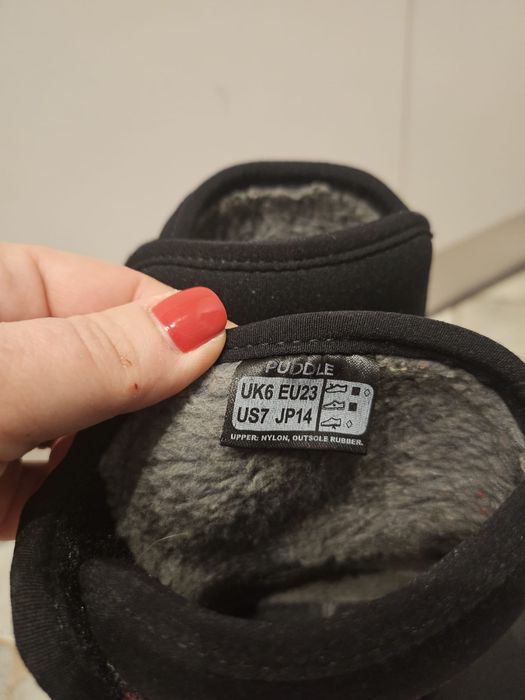 PUDDLE
UK6 EU23
US7 JP14
UPPER: NYLON, OUTSOLE RUBBER.